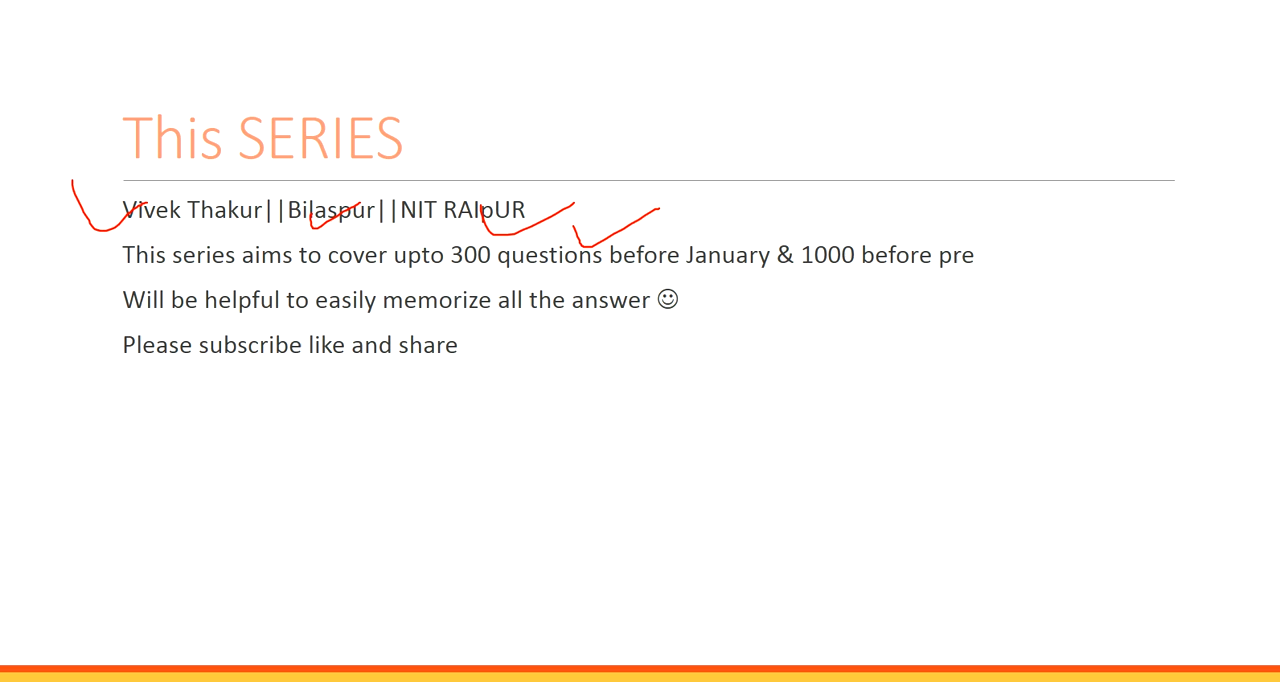 This SERIES
Vivek Thakur||Bilaspur||NIT RAIpUR
This series aims to cover upto 300 questions before January & 1000 before pre
Will be helpful to easily memorize all the answer ☺
Please subscribe like and share